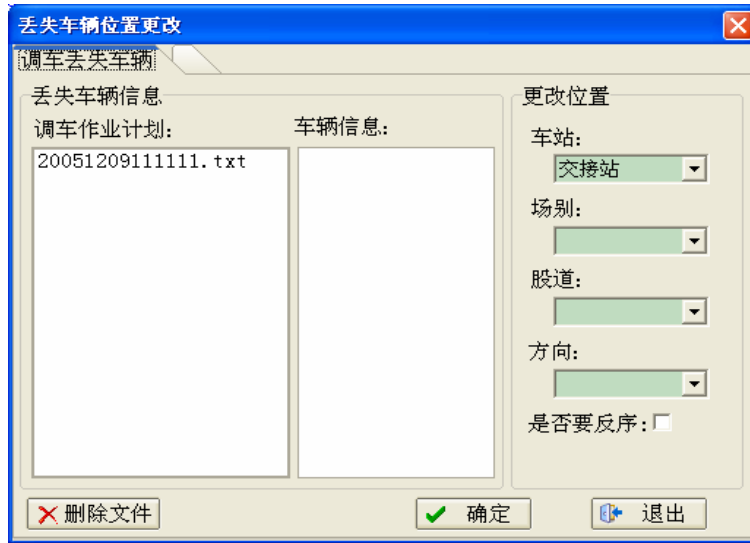 丢失车辆位置更改
调车丢失车辆
丢失车辆信息
调车作业计划:
20051209111111.txt
车辆信息:
更改位置
车站:
交接站
场别:
股道:
方向:
是否要反序:
删除文件
确定
退出